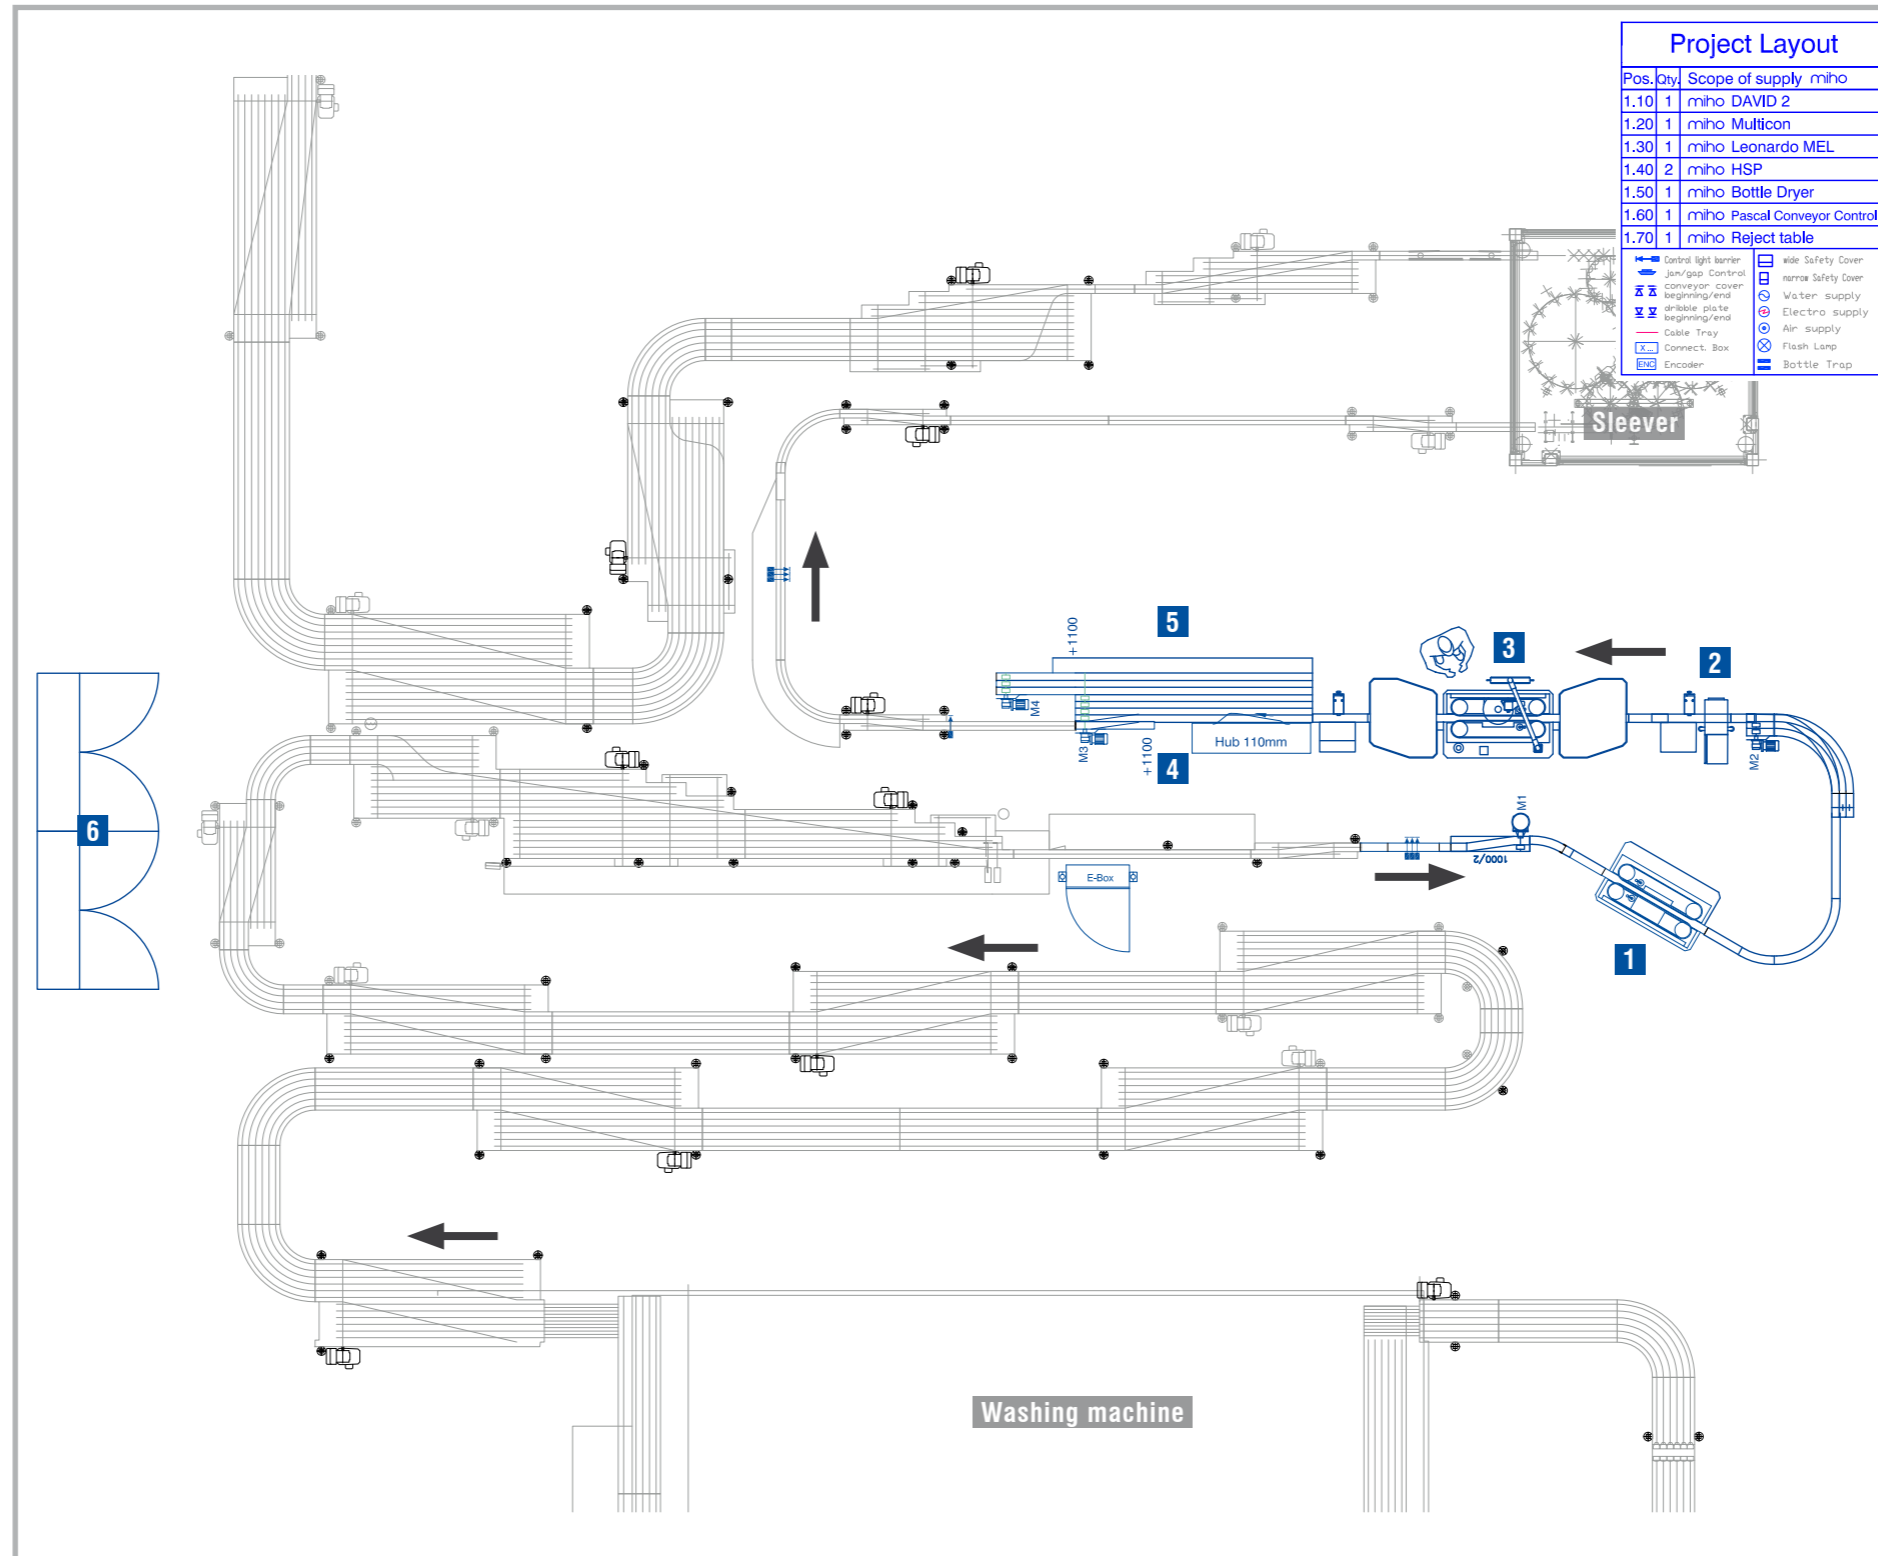 Project Layout
Pos. Qty. Scope of supply miho
1.10 1 miho DAVID 2
1.20 1 miho Multicon
1.30 1 miho Leonardo MEL
1.40 2 miho HSP
1.50 1 miho Bottle Dryer
1.60 1 miho Pascal Conveyor Control
1.70 1 miho Reject table
Control light barrier
jam/gap Control
conveyor cover
beginning/end
dribble plate
beginning/end
Cable Tray
X... Connect. Box
ENC Encoder
wide Safety Cover
narrow Safety Cover
Water supply
Electro supply
Air supply
Flash Lamp
Bottle Trap
Sleever
5
+1100
3
2
M4
M3
+1100
4
Hub 110mm
M2
6
M1
1000/2
E-Box
1
Washing machine